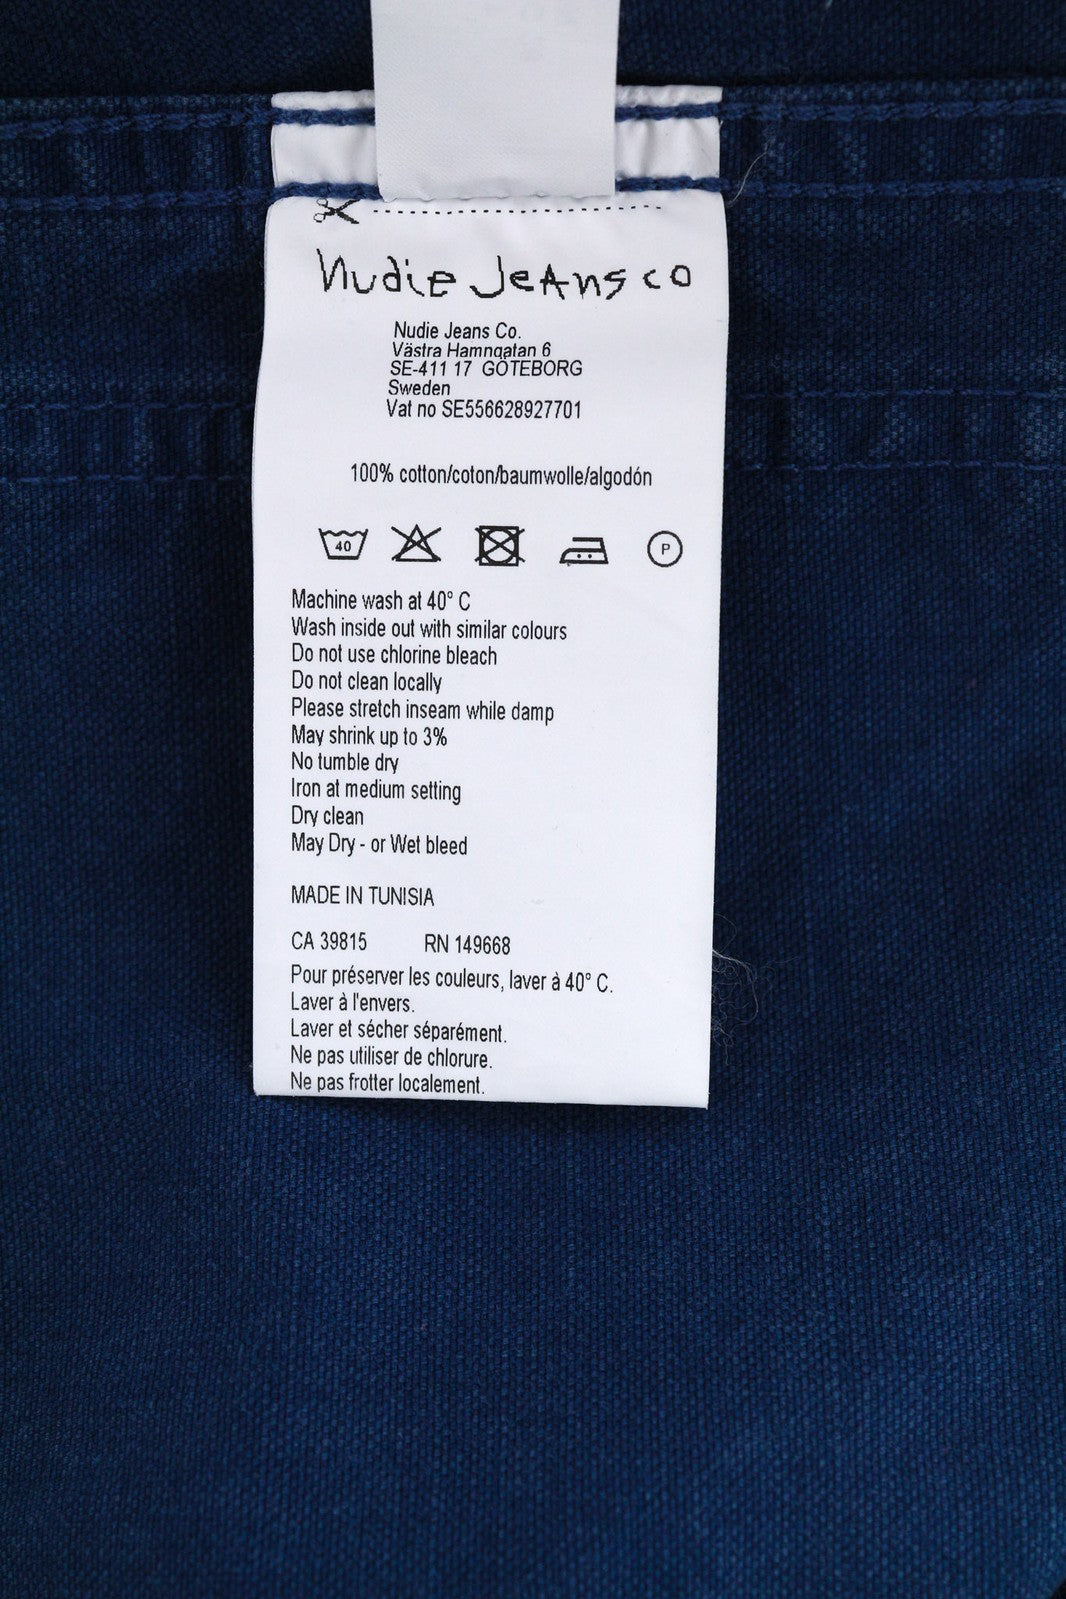 Nudie Jeans co
Nudie Jeans Co.
Västra Hamngatan 6
SE-411 17 GÖTEBORG
Sweden
Vat no SE556628927701
100% cotton/coton/baumwolle/algodón
40 P
Machine wash at 40° C
Wash inside out with similar colours
Do not use chlorine bleach
Do not clean locally
Please stretch inseam while damp
May shrink up to 3%
No tumble dry
Iron at medium setting
Dry clean
May Dry - or Wet bleed
MADE IN TUNISIA
CA 39815 RN 149668
Pour préserver les couleurs, laver à 40° C.
Laver à l'envers.
Laver et sécher séparément.
Ne pas utiliser de chlorure.
Ne pas frotter localement.